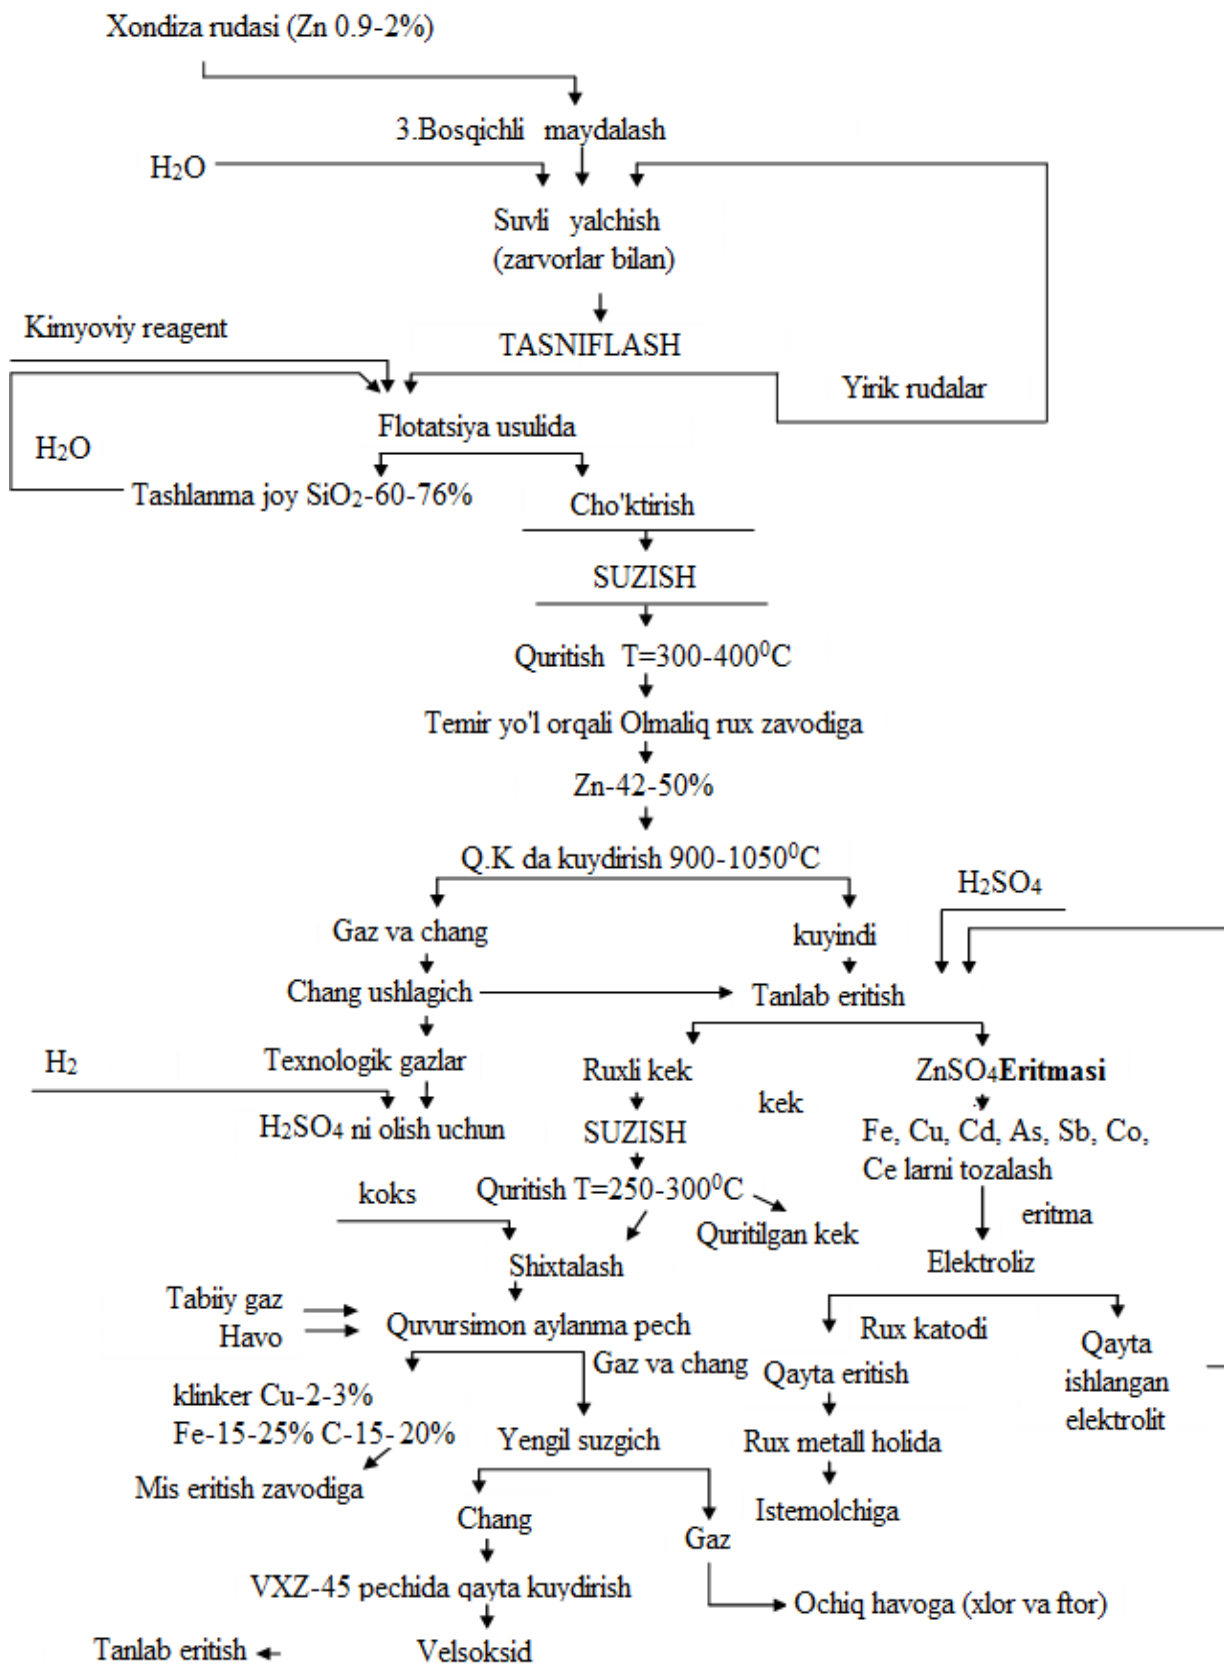 Xondiza rudasi (Zn 0.9-2%)
3.Bosqichli maydalash
H₂O
Suvli yalchish
(zarvorlar bilan)
Kimyoviy reagent
TASNIFLASH
Yirik rudalar
Flotatsiya usulida
H₂O
Tashlanma joy SiO₂-60-76%
Cho'ktirish
SUZISH
Quritish T=300-400⁰C
Temir yo'l orqali Olmaliq rux zavodiga
Zn-42-50%
Q.K da kuydirish 900-1050⁰C
H₂SO₄
Gaz va chang
kuyindi
Chang ushlagich
Tanlab eritish
H₂
Texnologik gazlar
Ruxli kek
ZnSO₄Eritmasi
kek
H₂SO₄ ni olish uchun
SUZISH
Fe, Cu, Cd, As, Sb, Co,
Ce larni tozalash
koks
Quritish T=250-300⁰C
eritma
Quritilgan kek
Shixtalash
Elektroliz
Tabiiy gaz
Havo
Quvursimon aylanma pech
Rux katodi
Qayta
ishlangan
elektrolit
Gaz va chang
Qayta eritish
klinker Cu-2-3%
Fe-15-25% C-15-20%
Yengil suzgich
Rux metall holida
Mis eritish zavodiga
Chang
Gaz
Istemolchiga
VXZ-45 pechida qayta kuydirish
Ochiq havoga (xlor va ftor)
Tanlab eritish
Velsoksid